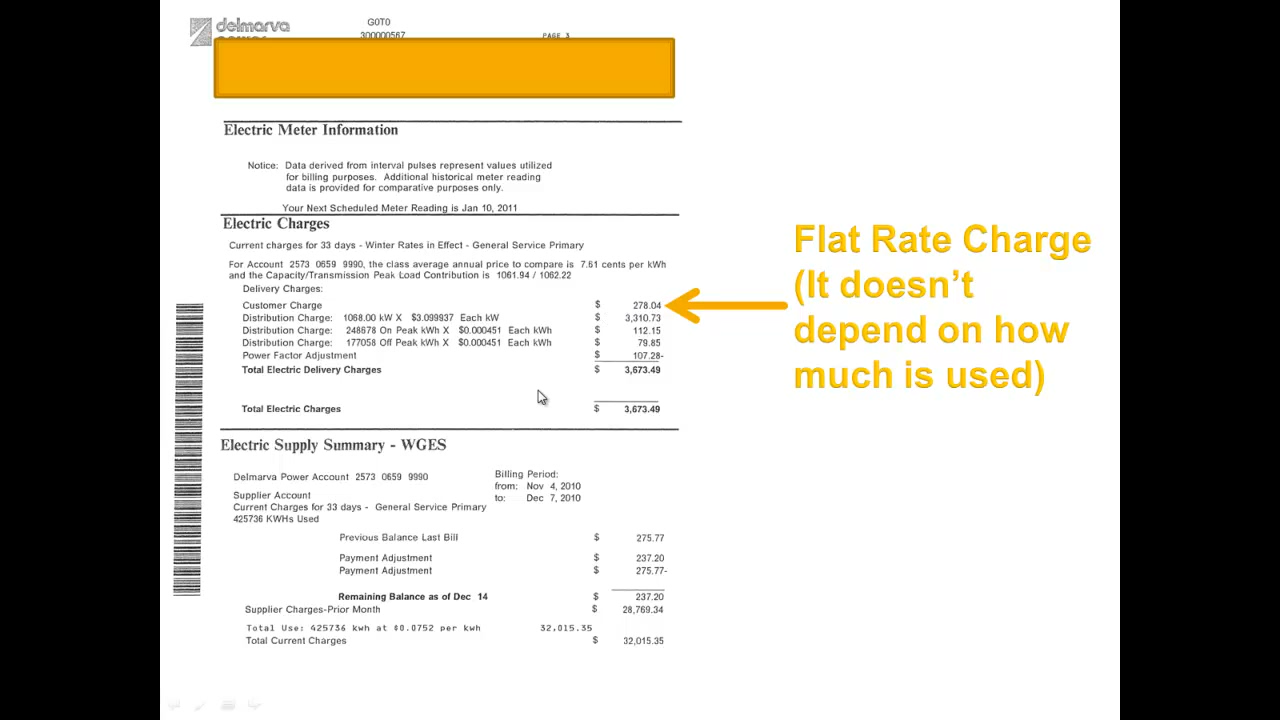 delmarva
G0T0
300000567
PAGE 3
Electric Meter Information
Notice: Data derived from interval pulses represent values utilized
for billing purposes. Additional historical meter reading
data is provided for comparative purposes only.
Your Next Scheduled Meter Reading is Jan 10, 2011
Electric Charges
Current charges for 33 days - Winter Rates in Effect - General Service Primary
For Account 2573 0659 9990, the class average annual price to compare is 7.61 cents per kWh
and the Capacity/Transmission Peak Load Contribution is 1061.94 / 1062.22
Delivery Charges:
Customer Charge $ 278.04
Distribution Charge: 1068.00 kW X $3.099937 Each kW $ 3,310.73
Distribution Charge: 248678 On Peak kWh X $0.000451 Each kWh $ 112.15
Distribution Charge: 177058 Off Peak kWh X $0.000451 Each kWh $ 79.85
Power Factor Adjustment $ 107.28-
Total Electric Delivery Charges $ 3,673.49
Total Electric Charges $ 3,673.49
Electric Supply Summary - WGES
Delmarva Power Account 2573 0659 9990
Billing Period:
from: Nov 4, 2010
to: Dec 7, 2010
Supplier Account
Current Charges for 33 days - General Service Primary
425736 KWHs Used
Previous Balance Last Bill $ 275.77
Payment Adjustment $ 237.20
Payment Adjustment $ 275.77-
Remaining Balance as of Dec 14 $ 237.20
Supplier Charges-Prior Month $ 28,769.34
Total Use: 425736 kwh at $0.0752 per kwh 32,015.35
Total Current Charges $ 32,015.35
Flat Rate Charge
(It doesn't
depend on how
much is used)